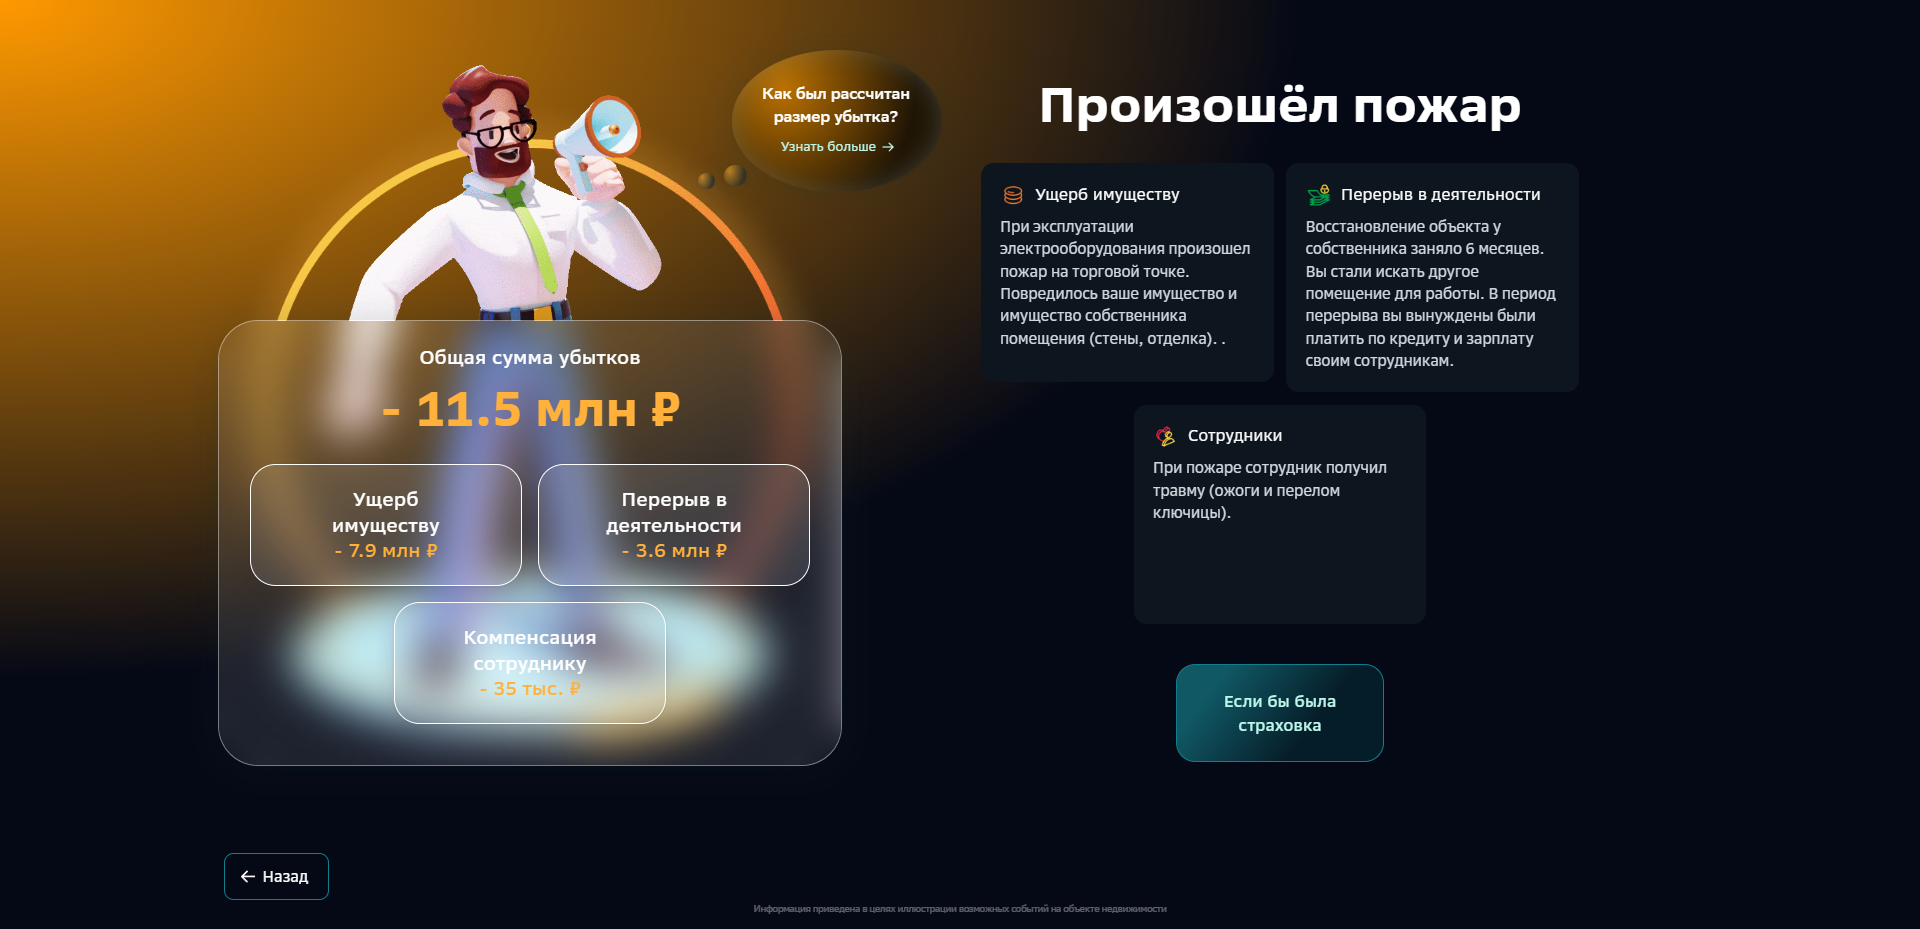 Как был рассчитан
размер убытка?
Узнать больше →
Общая сумма убытков
- 11.5 млн ₽
Ущерб
имуществу
- 7.9 млн ₽
Перерыв в
деятельности
- 3.6 млн ₽
Компенсация
сотруднику
- 35 тыс. ₽
Произошёл пожар
Ущерб имуществу
При эксплуатации
электрооборудования произошел
пожар на торговой точке.
Повредилось ваше имущество и
имущество собственника
помещения (стены, отделка). .
Перерыв в деятельности
Восстановление объекта у
собственника заняло 6 месяцев.
Вы стали искать другое
помещение для работы. В период
перерыва вы вынуждены были
платить по кредиту и зарплату
своим сотрудникам.
Сотрудники
При пожаре сотрудник получил
травму (ожоги и перелом
ключицы).
Если бы была
страховка
← Назад
Информация приведена в целях иллюстрации возможных событий на объекте недвижимости